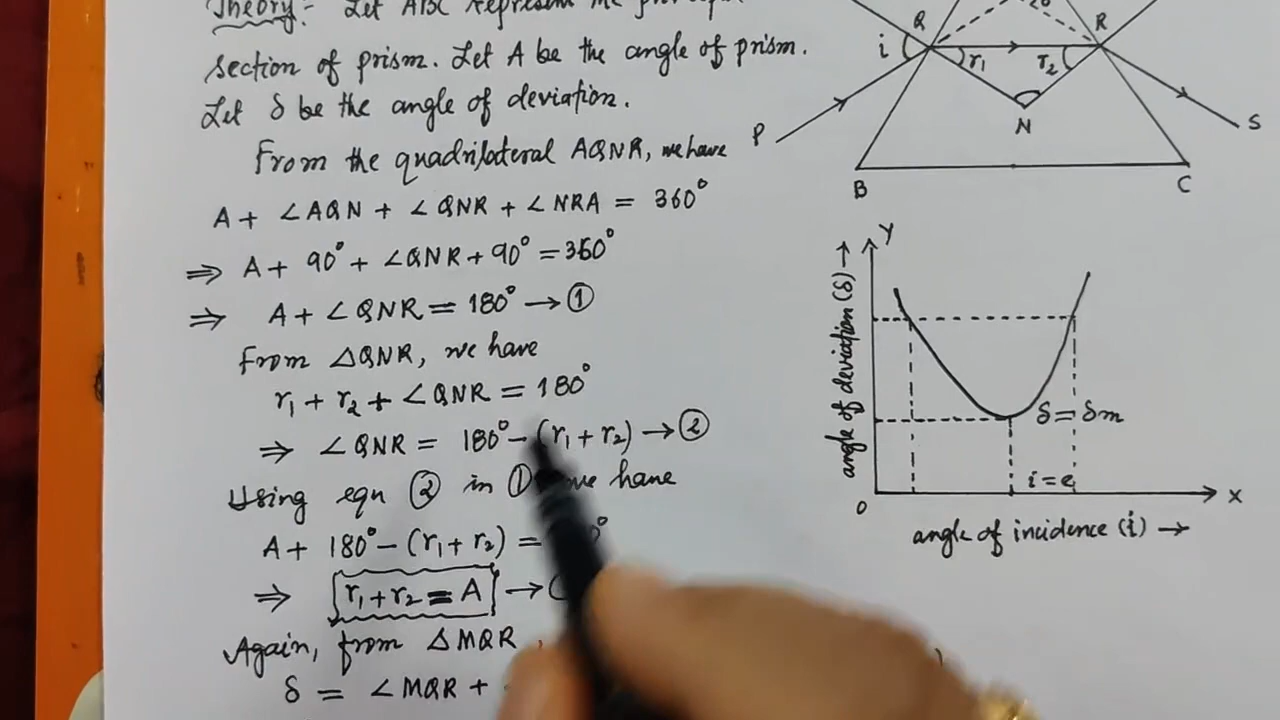 Theory:- Let ABC represent the
section of prism. Let A be the angle of prism.
Let δ be the angle of deviation.
From the quadrilateral AQNR, we have
A + ∠AQN + ∠QNR + ∠NRA = 360°
⇒ A + 90° + ∠QNR + 90° = 360°
⇒ A + ∠QNR = 180° → ①
From ΔQNR, we have
r₁ + r₂ + ∠QNR = 180°
⇒ ∠QNR = 180° - (r₁ + r₂) → ②
Using eqn ② in ① we have
A + 180° - (r₁ + r₂) =
⇒ r₁ + r₂ = A →
Again, from ΔMQR
δ = ∠MQR +
Q R
i r₁ r₂
N
P S
B C
Y
angle of deviation (δ) →
δ = δm
i = e
O X
angle of incidence (i) →